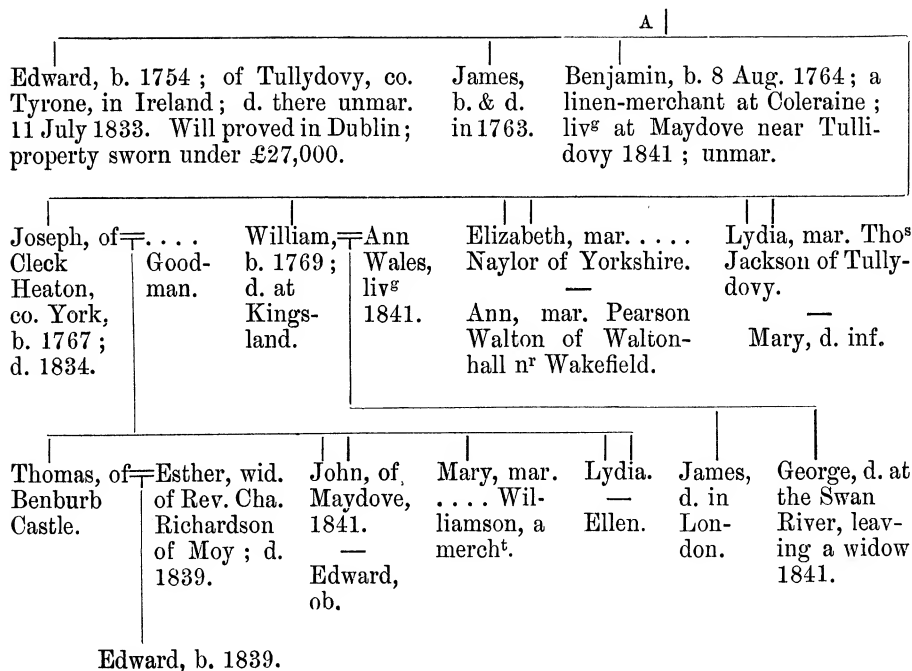 A
Edward, b. 1754 ; of Tullydovy, co.
Tyrone, in Ireland ; d. there unmar.
11 July 1833. Will proved in Dublin ;
property sworn under £27,000.
James,
b. & d.
in 1763.
Benjamin, b. 8 Aug. 1764 ; a
linen-merchant at Coleraine ;
livᵍ at Maydove near Tulli-
dovy 1841 ; unmar.
Joseph, of
Cleck
Heaton,
co. York,
b. 1767 ;
d. 1834.
. . . .
Good-
man.
William,
b. 1769 ;
d. at
Kings-
land.
Ann
Wales,
livᵍ
1841.
Elizabeth, mar. . . . .
Naylor of Yorkshire.
—
Ann, mar. Pearson
Walton of Walton-
hall nʳ Wakefield.
Lydia, mar. Thoˢ
Jackson of Tully-
dovy.
—
Mary, d. inf.
Thomas, of
Benburb
Castle.
Esther, wid.
of Rev. Cha.
Richardson
of Moy ; d.
1839.
John, of
Maydove,
1841.
—
Edward,
ob.
Mary, mar.
. . . . Wil-
liamson, a
merchᵗ.
Lydia.
—
Ellen.
James,
d. in
Lon-
don.
George, d. at
the Swan
River, leav-
ing a widow
1841.
Edward, b. 1839.